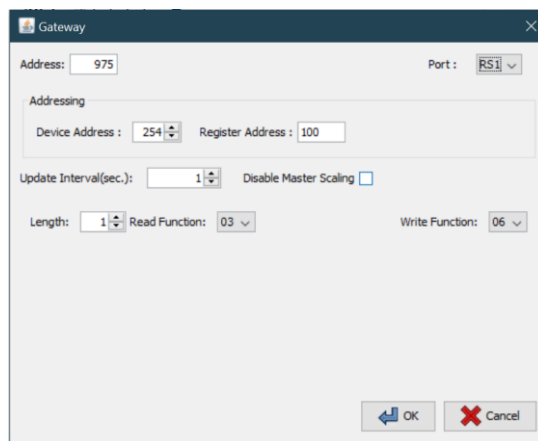 Gateway
Address: 975 Port : RS1
Addressing
Device Address : 254 Register Address : 100
Update Interval(sec.): 1 Disable Master Scaling
Length: 1 Read Function: 03 Write Function: 06
OK Cancel